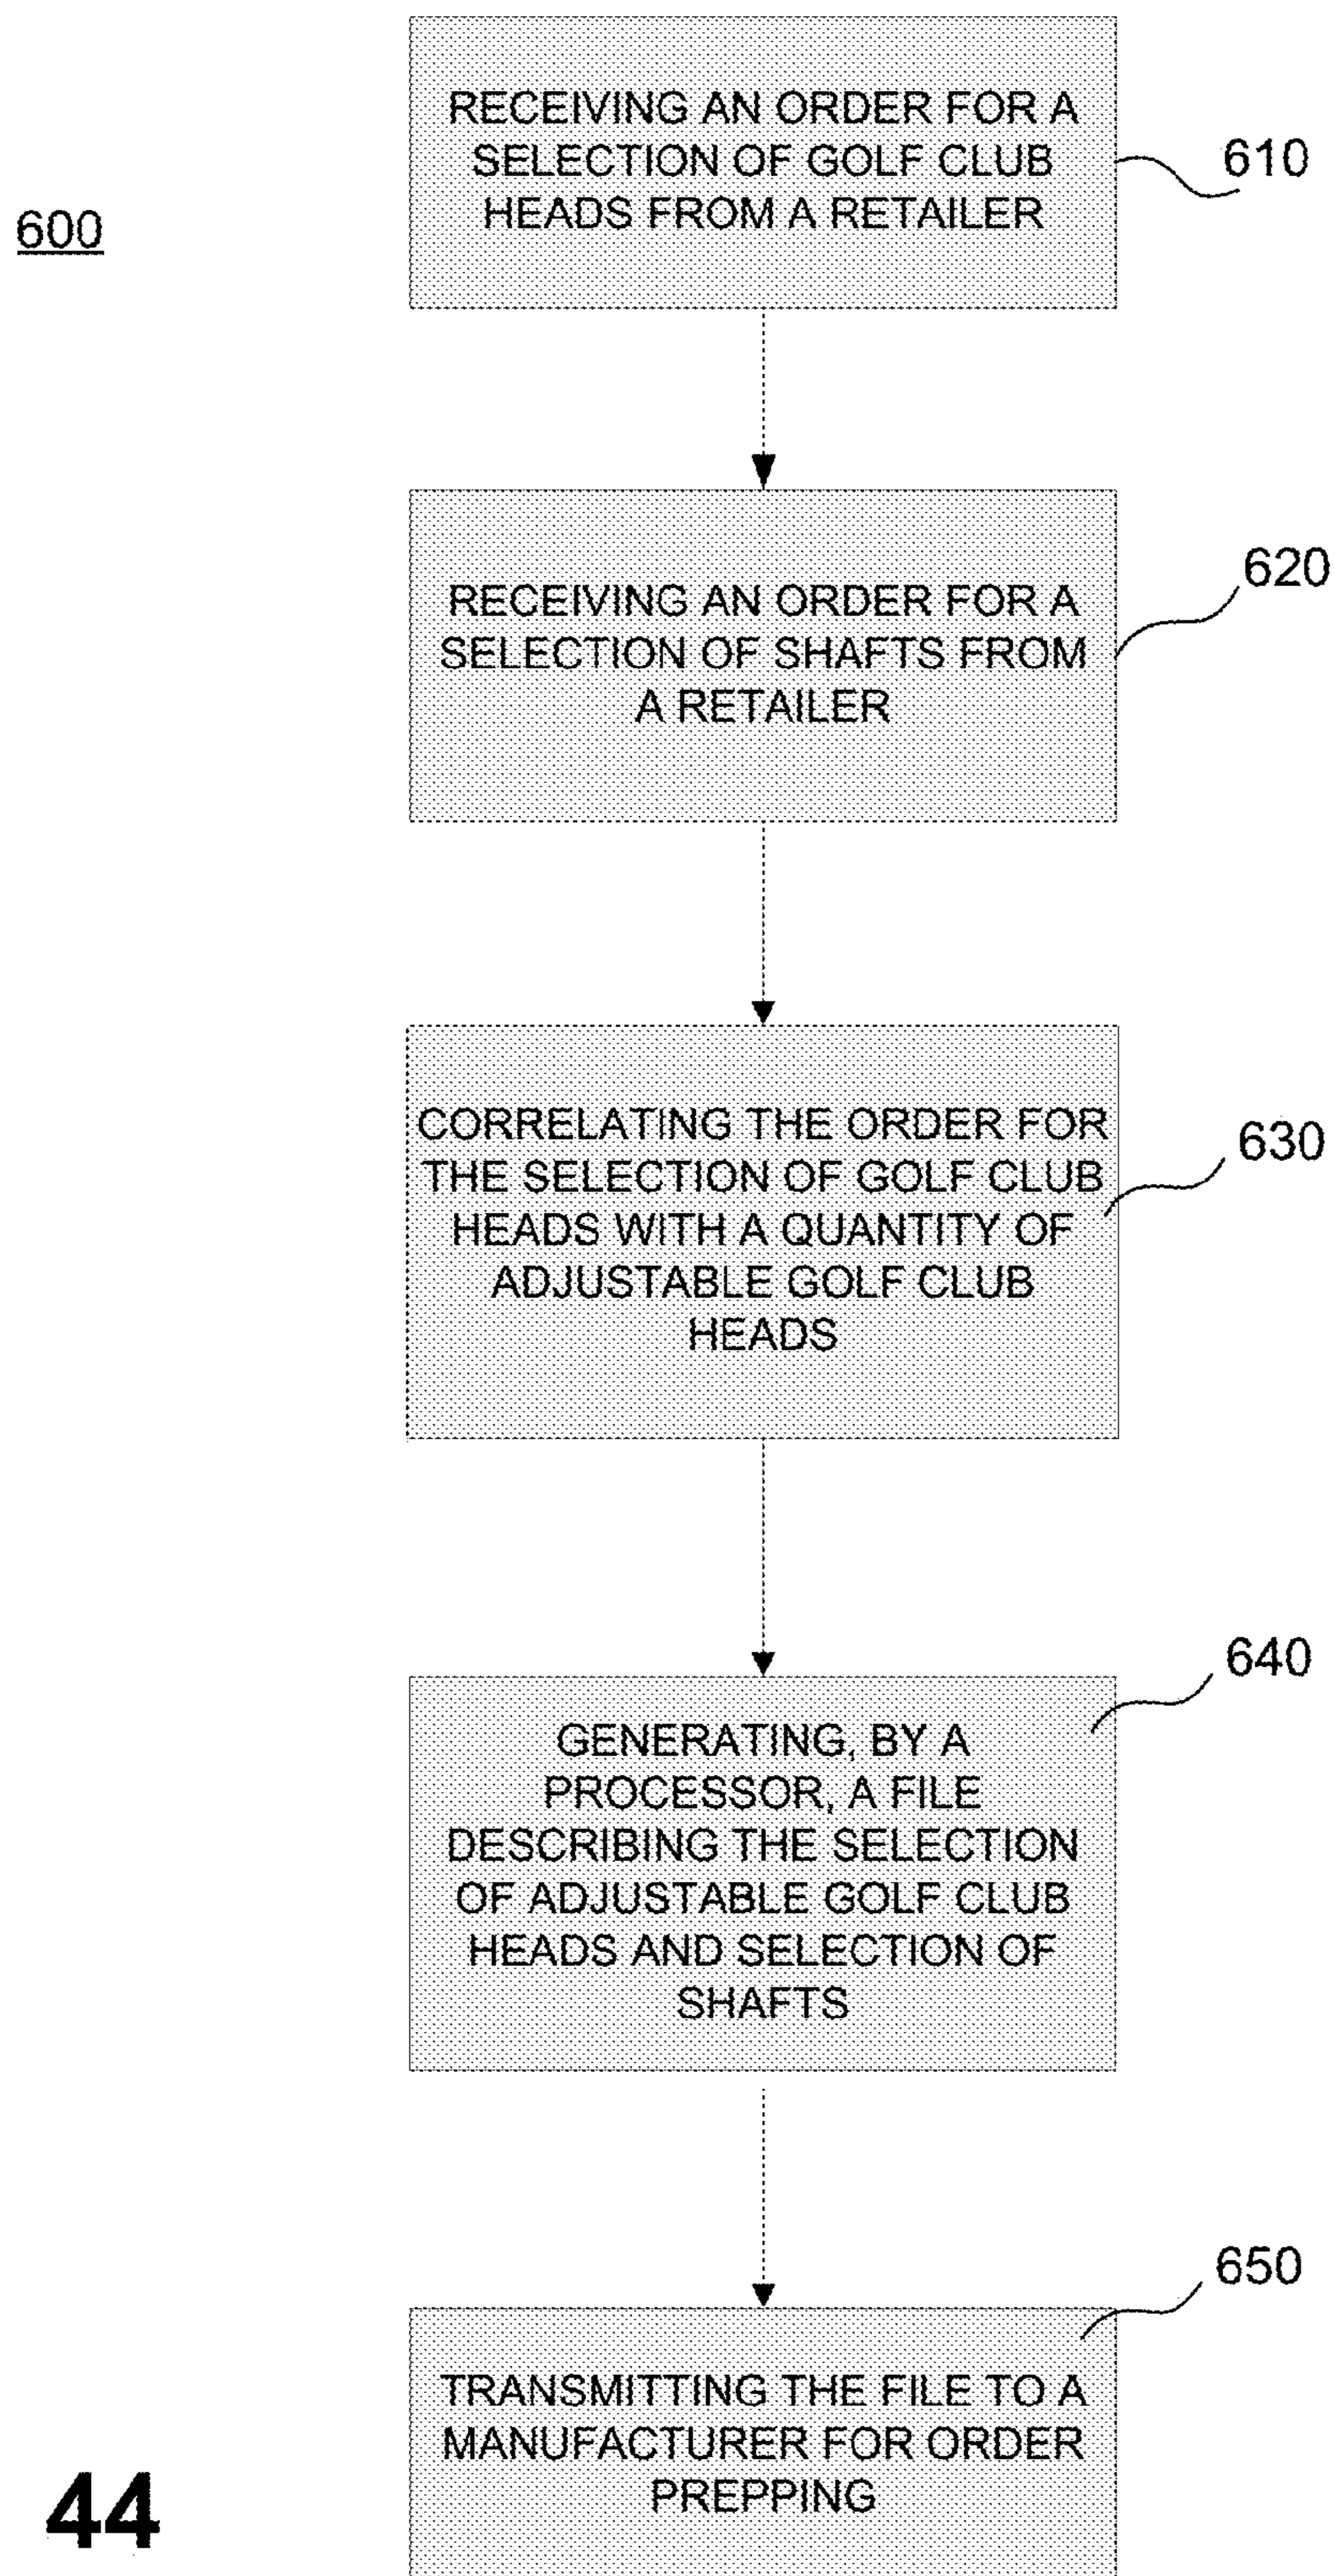 RECEIVING AN ORDER FOR A
SELECTION OF GOLF CLUB
HEADS FROM A RETAILER
610
600
RECEIVING AN ORDER FOR A
SELECTION OF SHAFTS FROM
A RETAILER
620
CORRELATING THE ORDER FOR
THE SELECTION OF GOLF CLUB
HEADS WITH A QUANTITY OF
ADJUSTABLE GOLF CLUB
HEADS
630
GENERATING, BY A
PROCESSOR, A FILE
DESCRIBING THE SELECTION
OF ADJUSTABLE GOLF CLUB
HEADS AND SELECTION OF
SHAFTS
640
TRANSMITTING THE FILE TO A
MANUFACTURER FOR ORDER
PREPPING
650
44